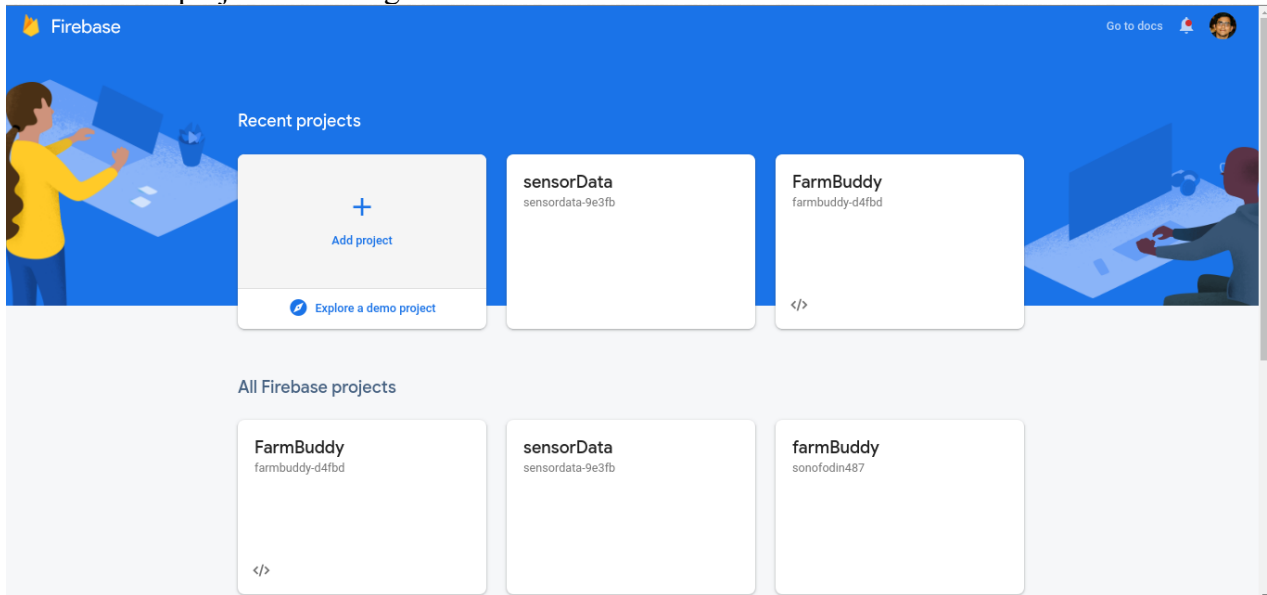 Firebase
Go to docs
Recent projects
+
Add project
Explore a demo project
sensorData
sensordata-9e3fb
FarmBuddy
farmbuddy-d4fbd
</>
All Firebase projects
FarmBuddy
farmbuddy-d4fbd
</>
sensorData
sensordata-9e3fb
farmBuddy
sonofodin487